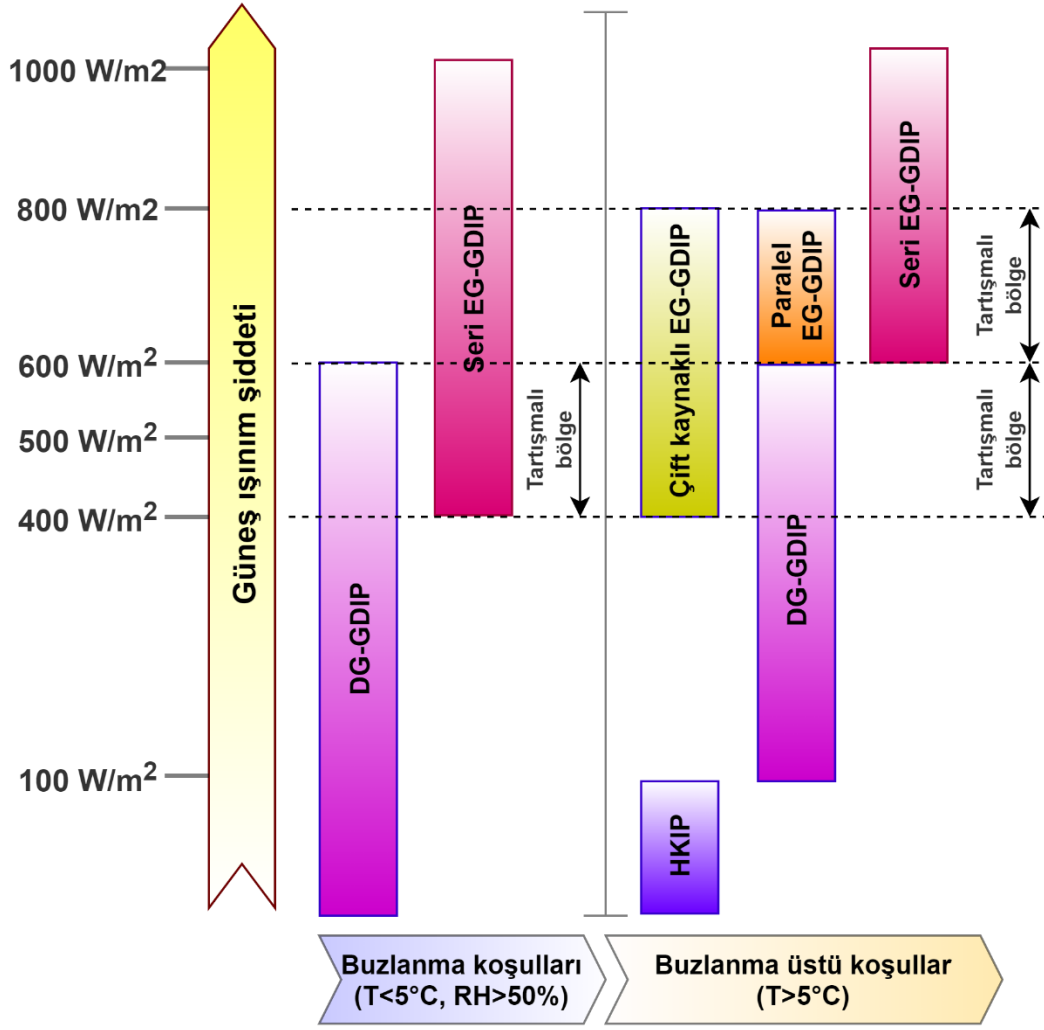 1000 W/m2
800 W/m2
600 W/m²
500 W/m²
400 W/m²
100 W/m²
Güneş ışınım şiddeti
DG-GDIP
Seri EG-GDIP
Tartışmalı
bölge
Çift kaynaklı EG-GDIP
HKIP
Paralel
EG-GDIP
DG-GDIP
Seri EG-GDIP
Tartışmalı
bölge
Tartışmalı
bölge
Buzlanma koşulları
(T<5°C, RH>50%)
Buzlanma üstü koşullar
(T>5°C)